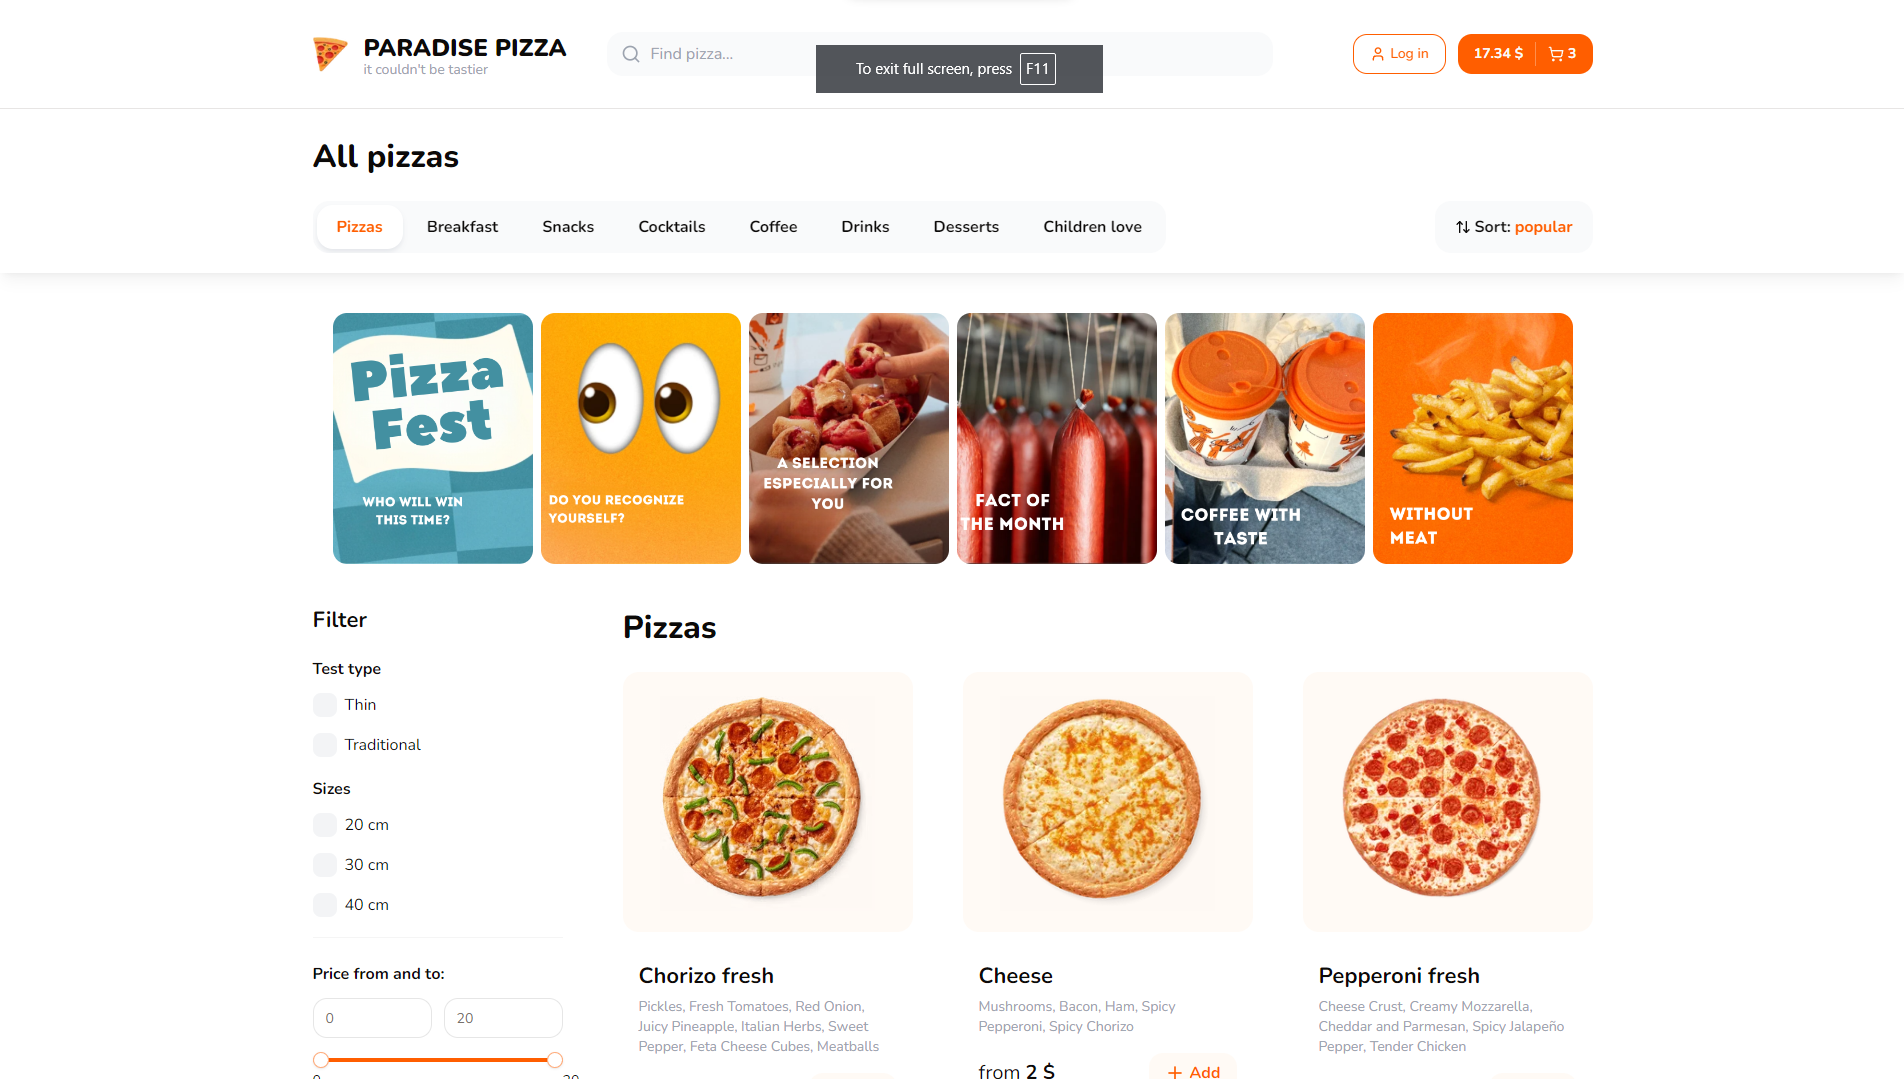 PARADISE PIZZA
it couldn't be tastier
Find pizza...
To exit full screen, press F11
Log in
17.34 $
3
All pizzas
Pizzas
Breakfast
Snacks
Cocktails
Coffee
Drinks
Desserts
Children love
Sort: popular
Pizza
Fest
WHO WILL WIN
THIS TIME?
DO YOU RECOGNIZE
YOURSELF?
A SELECTION
ESPECIALLY FOR
YOU
FACT OF
THE MONTH
COFFEE WITH
TASTE
WITHOUT
MEAT
Filter
Test type
Thin
Traditional
Sizes
20 cm
30 cm
40 cm
Price from and to:
0
20
0
20
Pizzas
Chorizo fresh
Pickles, Fresh Tomatoes, Red Onion,
Juicy Pineapple, Italian Herbs, Sweet
Pepper, Feta Cheese Cubes, Meatballs
Cheese
Mushrooms, Bacon, Ham, Spicy
Pepperoni, Spicy Chorizo
from 2 $
Add
Pepperoni fresh
Cheese Crust, Creamy Mozzarella,
Cheddar and Parmesan, Spicy Jalapeño
Pepper, Tender Chicken